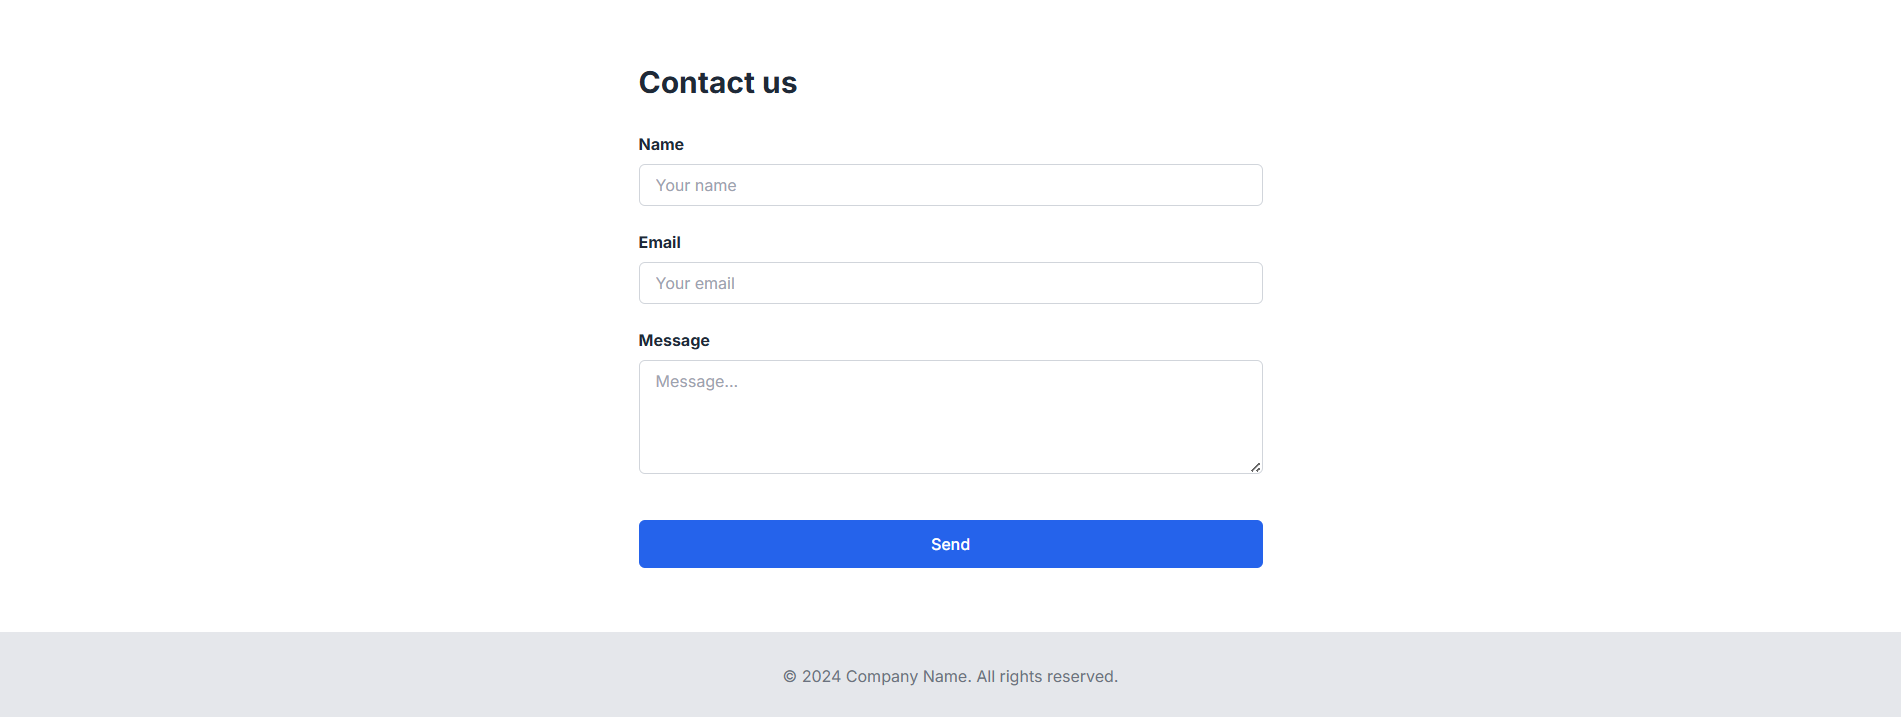 Contact us
Name
Your name
Email
Your email
Message
Message...
Send
© 2024 Company Name. All rights reserved.